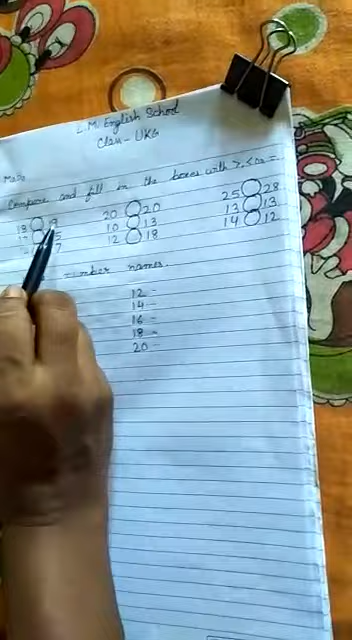 L.M. English School
Class - UKG
Maths
Compare and fill in the boxes with >, < or =.
20 20 25 28
10 13 13 13
12 18 14 12
number names.
12 -
14 -
16 -
18 -
20 -